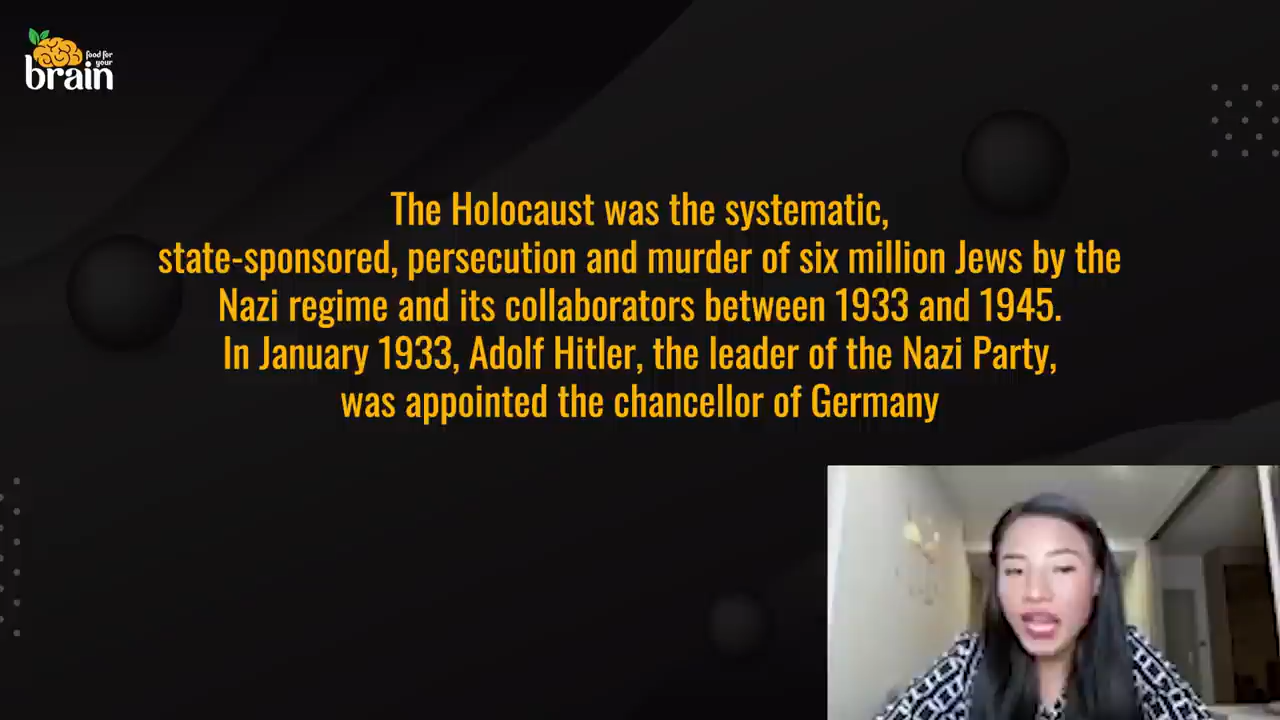 food for
your
brain
The Holocaust was the systematic,
state-sponsored, persecution and murder of six million Jews by the
Nazi regime and its collaborators between 1933 and 1945.
In January 1933, Adolf Hitler, the leader of the Nazi Party,
was appointed the chancellor of Germany